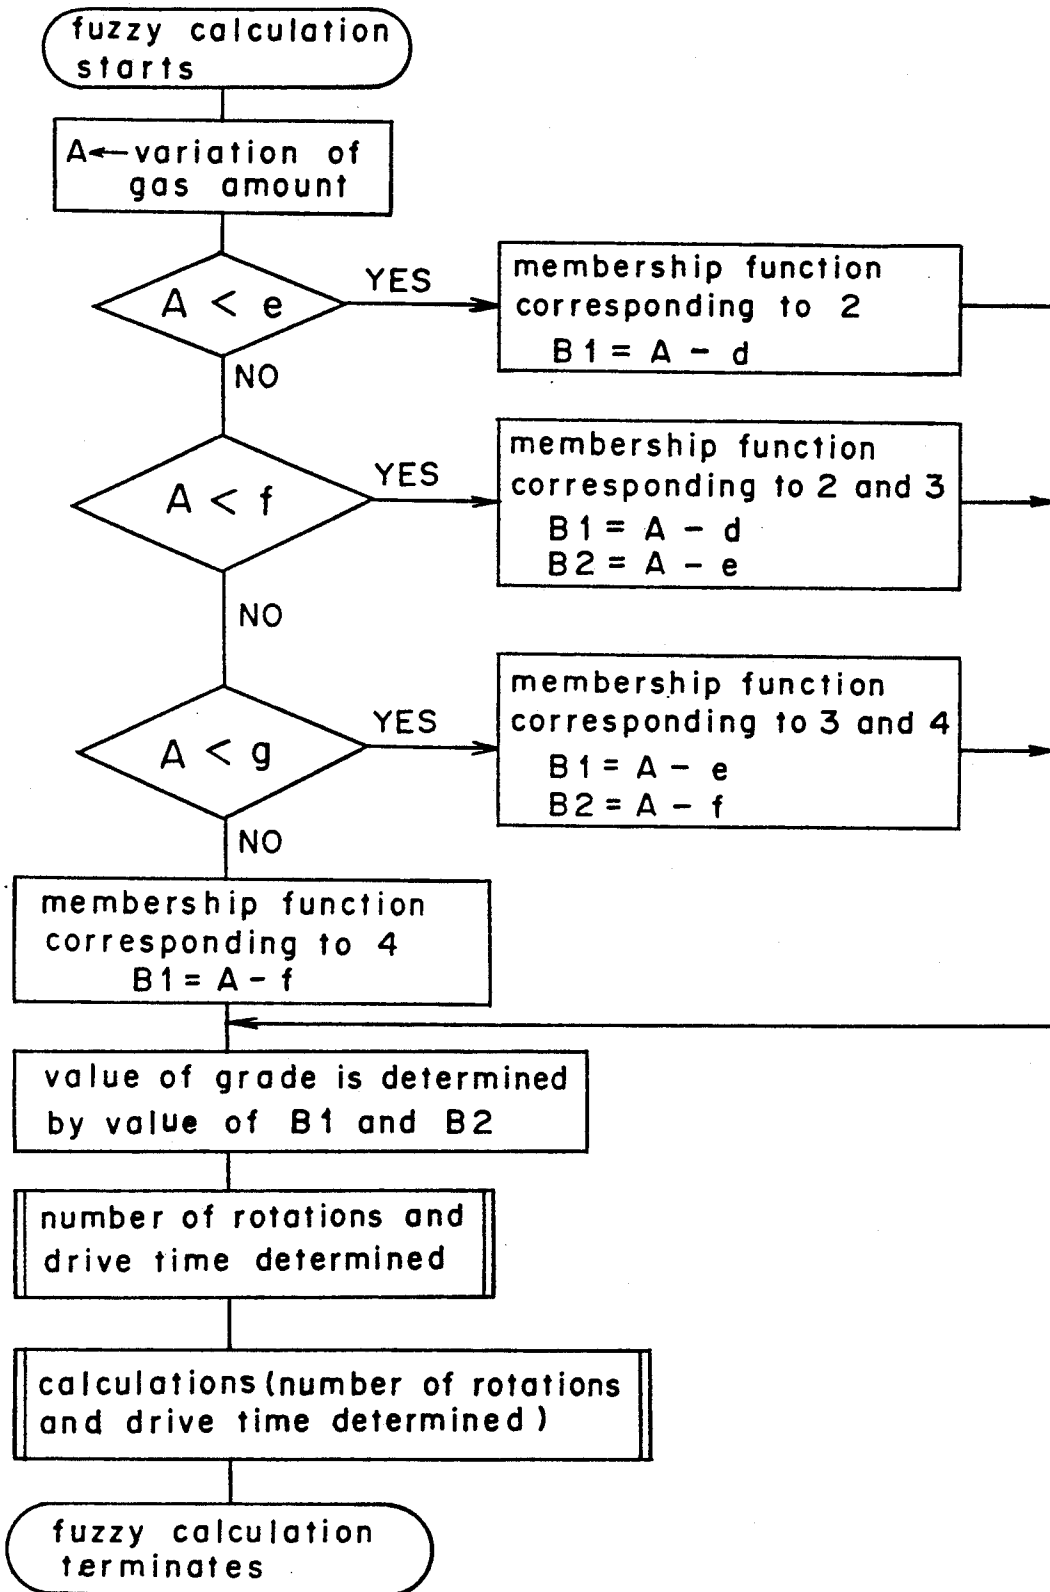 fuzzy calculation
starts
A←variation of
gas amount
A < e
YES
membership function
corresponding to 2
B1 = A - d
NO
A < f
YES
membership function
corresponding to 2 and 3
B1 = A - d
B2 = A - e
NO
A < g
YES
membership function
corresponding to 3 and 4
B1 = A - e
B2 = A - f
NO
membership function
corresponding to 4
B1 = A - f
value of grade is determined
by value of B1 and B2
number of rotations and
drive time determined
calculations (number of rotations
and drive time determined)
fuzzy calculation
terminates